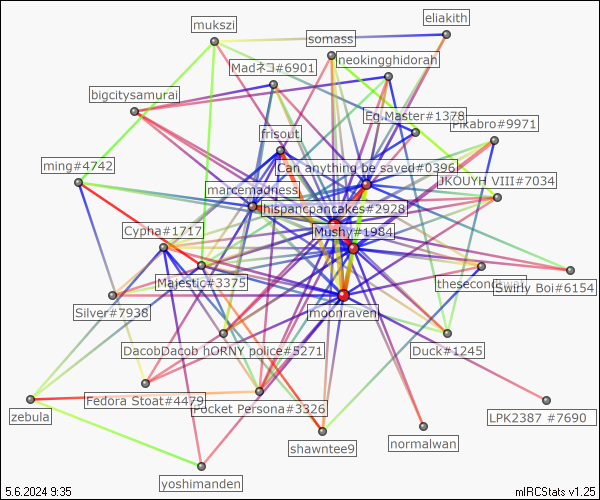 eliakith
mukszi
somass
neokingghidorah
Madネコ#6901
bigcitysamurai
Eq.Master#1378
Pikabro#9971
frisout
ming#4742
Can anything be saved#0396
JKOUYH VIII#7034
marcemadness
hispancpancakes#2928
Cypha#1717
Mushy#1984
Majestic#3375
Swirly Boi#6154
Silver#7938
moonraven
DacobDacob hORNY police#5271
Duck#1245
Fedora Stoat#4479
Pocket Persona#3326
zebula
LPK2387 #7690
shawntee9
normalwan
yoshimanden
5.6.2024 9:35
mIRCStats v1.25